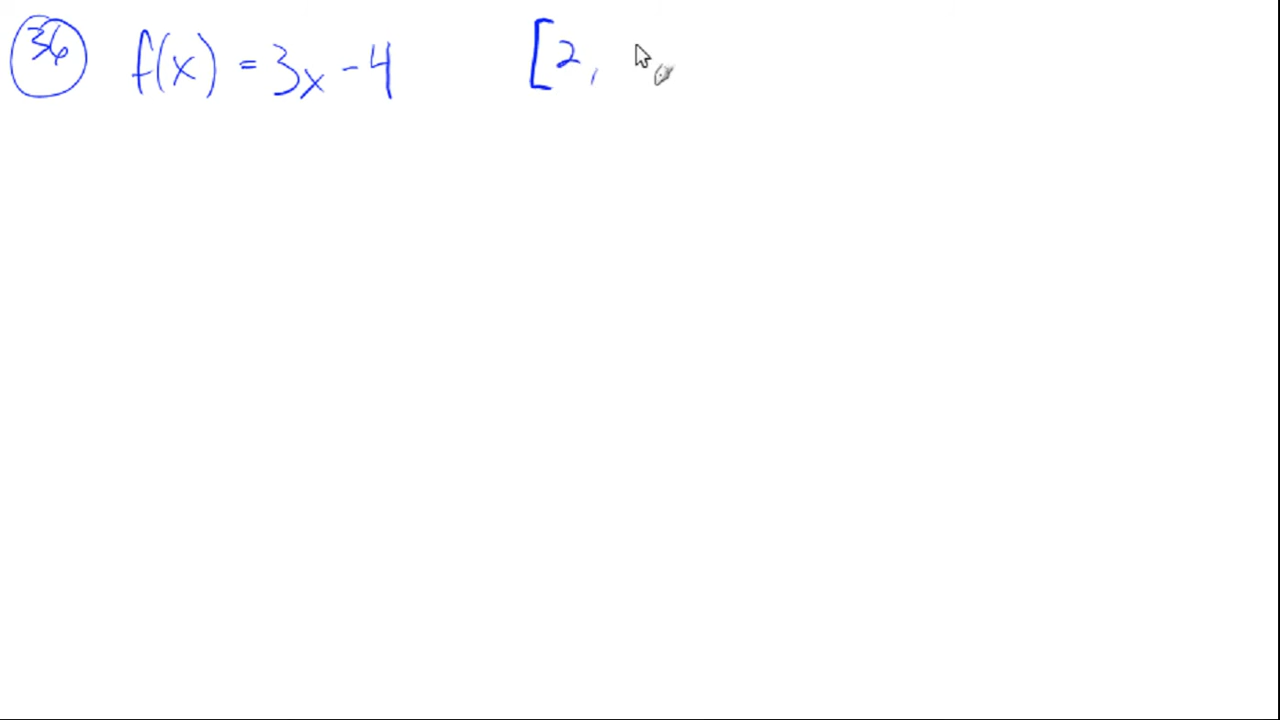 36 f(x) = 3x - 4 [2,